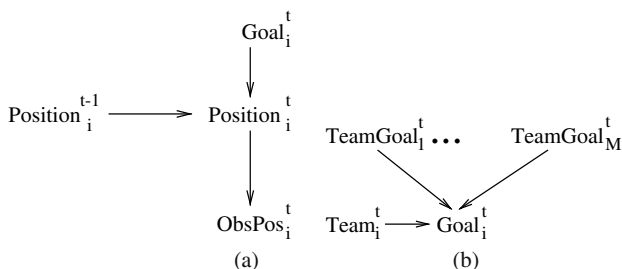 Goal_i^t
Position_i^{t-1} Position_i^t
TeamGoal_1^t ... TeamGoal_M^t
ObsPos_i^t Team_i^t Goal_i^t
(a) (b)